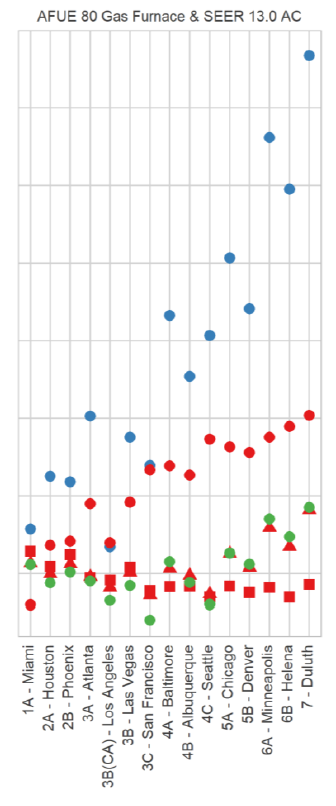 AFUE 80 Gas Furnace & SEER 13.0 AC
1A - Miami
2A - Houston
2B - Phoenix
3A - Atlanta
3B(CA) - Los Angeles
3B - Las Vegas
3C - San Francisco
4A - Baltimore
4B - Albuquerque
4C - Seattle
5A - Chicago
5B - Denver
6A - Minneapolis
6B - Helena
7 - Duluth